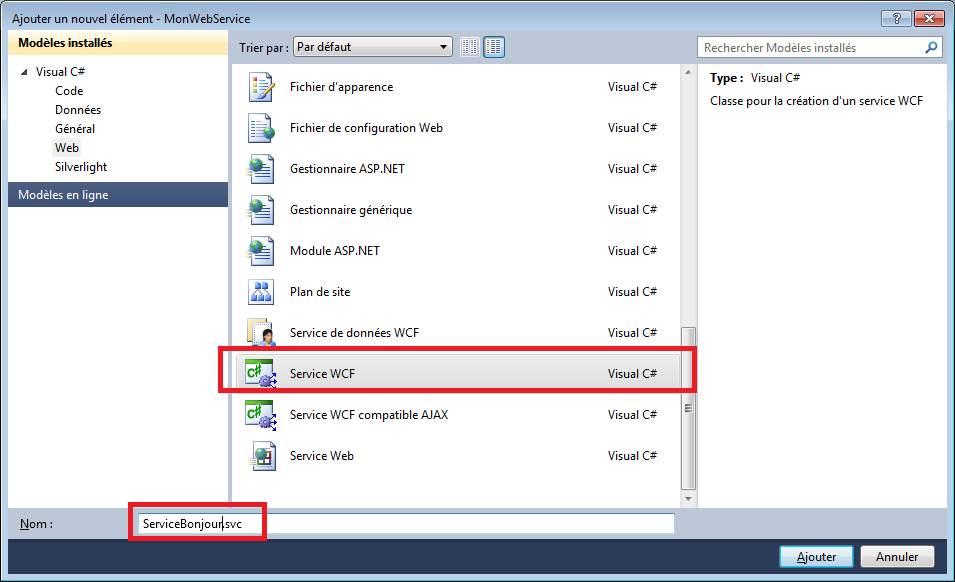 Ajouter un nouvel élément - MonWebService
Modèles installés
Trier par : Par défaut
Rechercher Modèles installés
Visual C#
Code
Données
Général
Web
Silverlight
Modèles en ligne
Fichier d'apparence Visual C#
Fichier de configuration Web Visual C#
Gestionnaire ASP.NET Visual C#
Gestionnaire générique Visual C#
Module ASP.NET Visual C#
Plan de site Visual C#
Service de données WCF Visual C#
Service WCF Visual C#
Service WCF compatible AJAX Visual C#
Service Web Visual C#
Type : Visual C#
Classe pour la création d'un service WCF
Nom : ServiceBonjour.svc
Ajouter Annuler